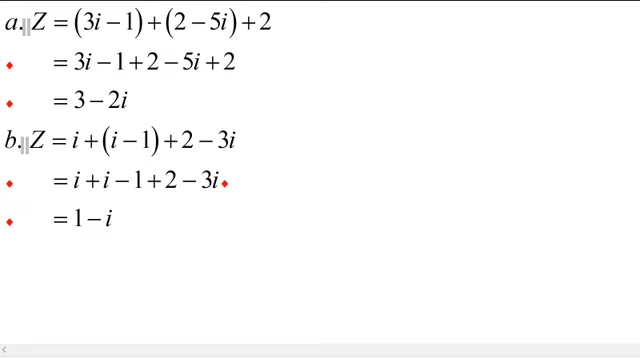 a. Z = (3i − 1) + (2 − 5i) + 2
= 3i − 1 + 2 − 5i + 2
= 3 − 2i
b. Z = i + (i − 1) + 2 − 3i
= i + i − 1 + 2 − 3i
= 1 − i